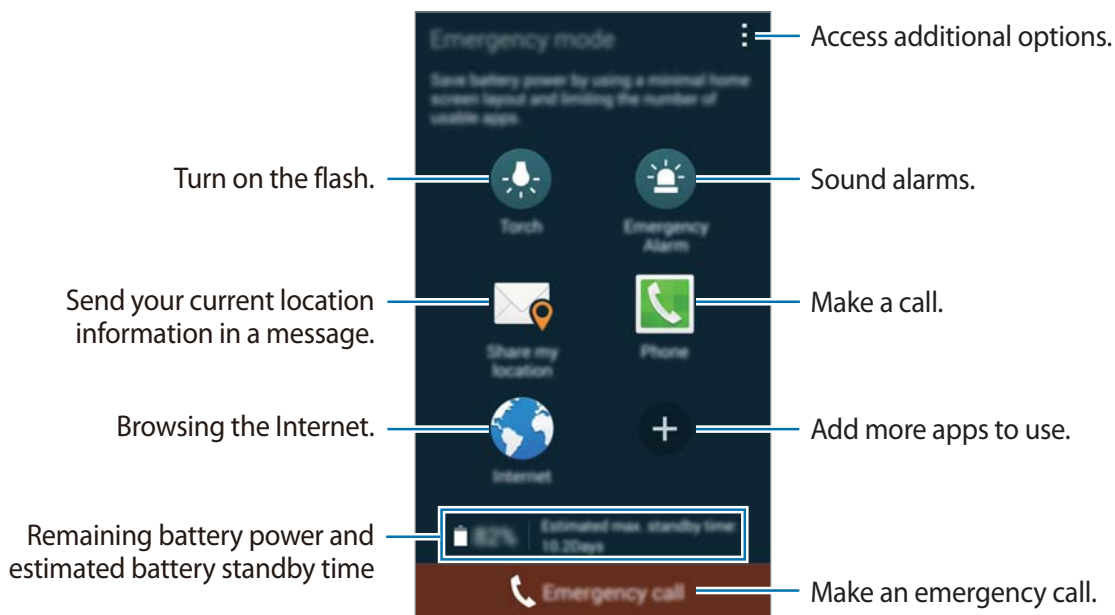 Emergency mode
Access additional options.
Save battery power by using a minimal home
screen layout and limiting the number of
usable apps.
Turn on the flash.
Torch
Emergency
Alarm
Sound alarms.
Send your current location
information in a message.
Share my
location
Phone
Make a call.
Browsing the Internet.
Internet
Add more apps to use.
Remaining battery power and
estimated battery standby time
82%
Estimated max. standby time:
10.2Days
Emergency call
Make an emergency call.